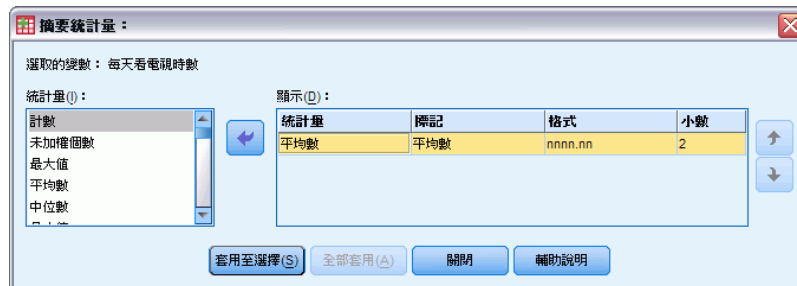 摘要統計量：
選取的變數： 每天看電視時數
統計量(I)：
顯示(D)：
計數
未加權個數
最大值
平均數
中位數
統計量 標記 格式 小數
平均數 平均數 nnnn.nn 2
套用至選擇(S) 全部套用(A) 關閉 輔助說明